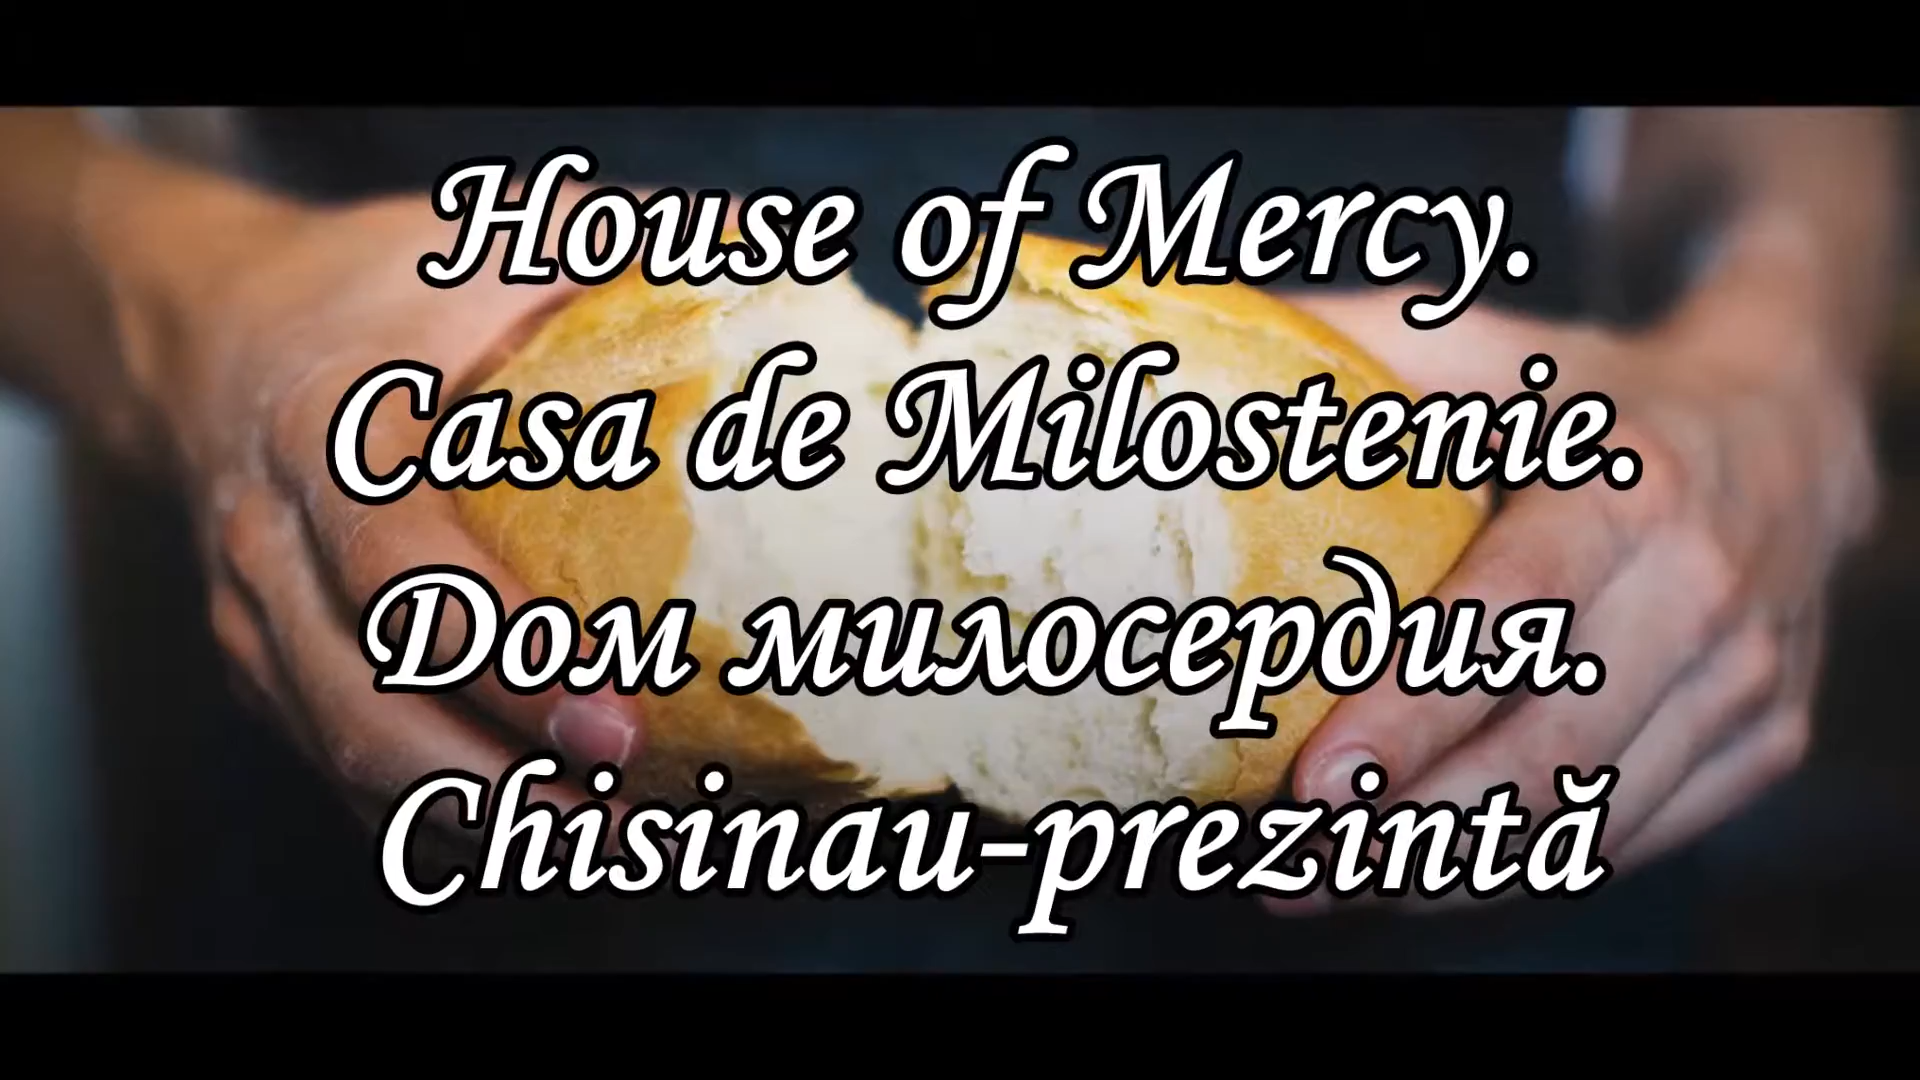 House of Mercy.
Casa de Milostenie.
Дом милосердия.
Chisinau-prezintă